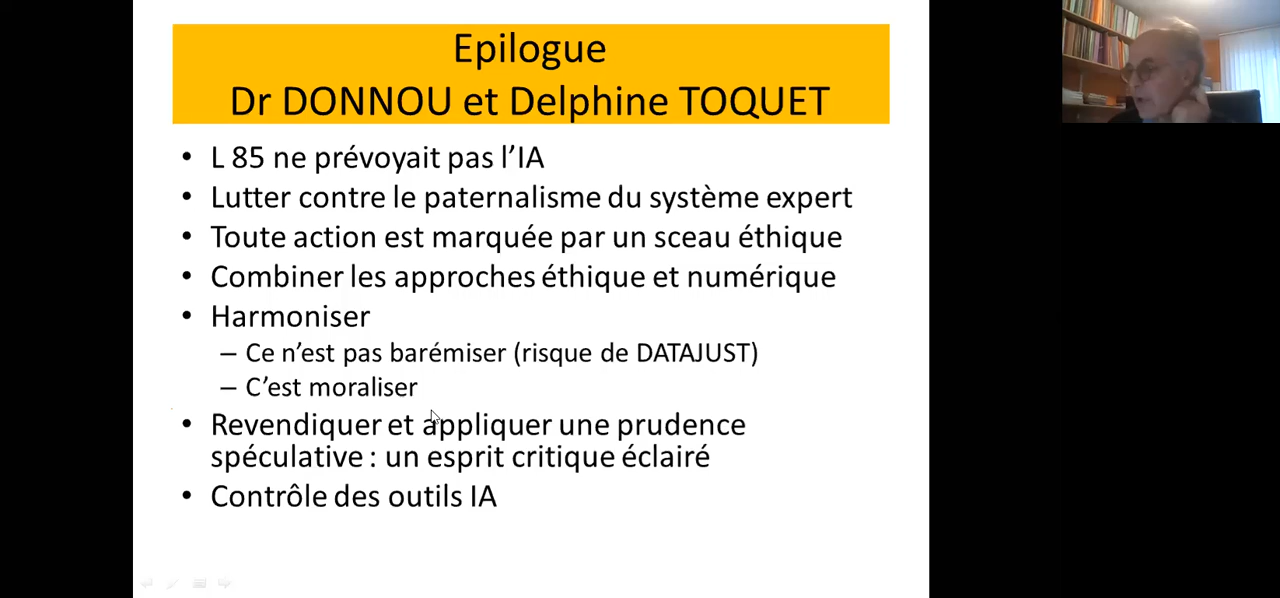 Epilogue
Dr DONNOU et Delphine TOQUET
• L 85 ne prévoyait pas l’IA
• Lutter contre le paternalisme du système expert
• Toute action est marquée par un sceau éthique
• Combiner les approches éthique et numérique
• Harmoniser
– Ce n’est pas barémiser (risque de DATAJUST)
– C’est moraliser
• Revendiquer et appliquer une prudence
spéculative : un esprit critique éclairé
• Contrôle des outils IA